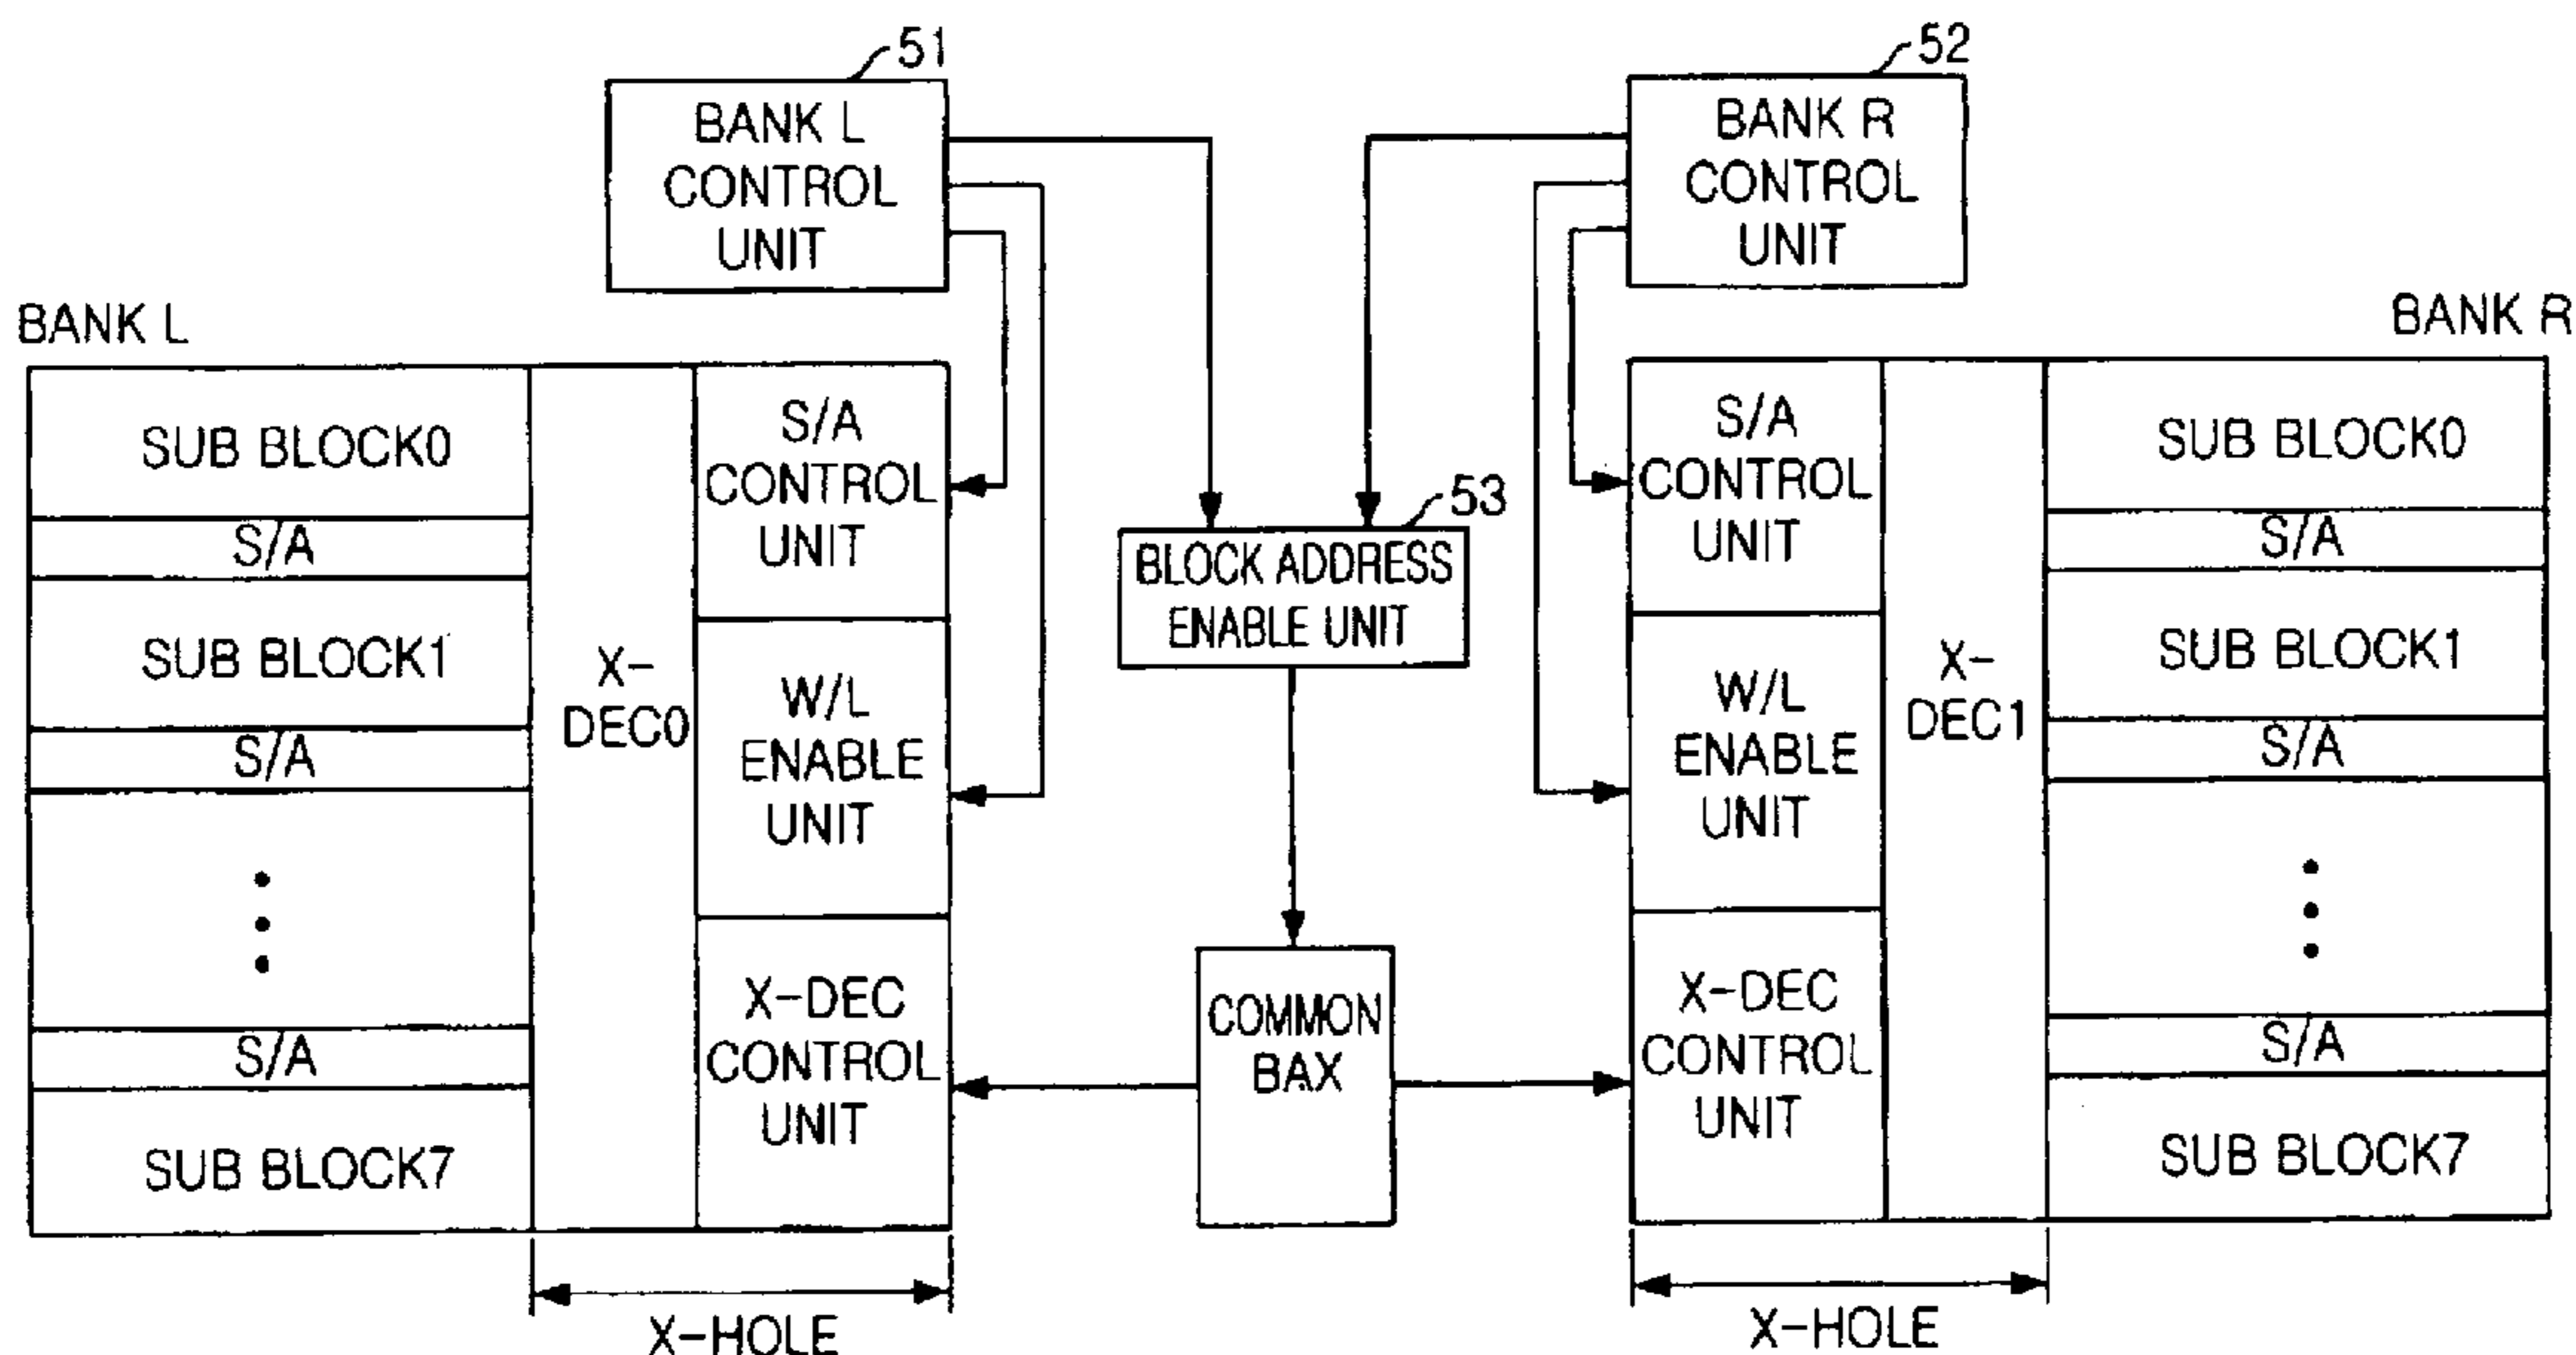 51
BANK L
CONTROL
UNIT
52
BANK R
CONTROL
UNIT
BANK L
SUB BLOCK0
S/A
SUB BLOCK1
S/A
S/A
SUB BLOCK7
X-
DEC0
S/A
CONTROL
UNIT
W/L
ENABLE
UNIT
X-DEC
CONTROL
UNIT
X-HOLE
53
BLOCK ADDRESS
ENABLE UNIT
COMMON
BAX
BANK R
S/A
CONTROL
UNIT
W/L
ENABLE
UNIT
X-DEC
CONTROL
UNIT
X-
DEC1
SUB BLOCK0
S/A
SUB BLOCK1
S/A
S/A
SUB BLOCK7
X-HOLE